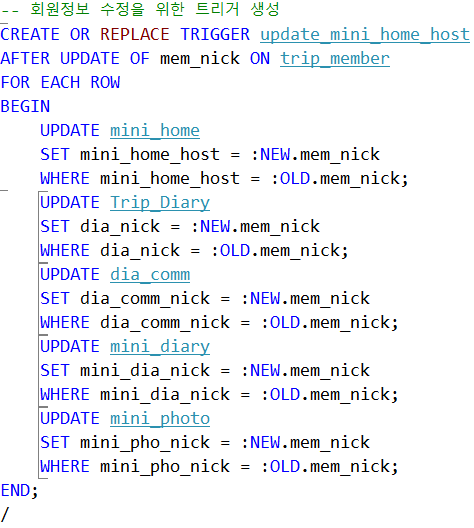 -- 회원정보 수정을 위한 트리거 생성
CREATE OR REPLACE TRIGGER update_mini_home_host
AFTER UPDATE OF mem_nick ON trip_member
FOR EACH ROW
BEGIN
    UPDATE mini_home
    SET mini_home_host = :NEW.mem_nick
    WHERE mini_home_host = :OLD.mem_nick;
    UPDATE Trip_Diary
    SET dia_nick = :NEW.mem_nick
    WHERE dia_nick = :OLD.mem_nick;
    UPDATE dia_comm
    SET dia_comm_nick = :NEW.mem_nick
    WHERE dia_comm_nick = :OLD.mem_nick;
    UPDATE mini_diary
    SET mini_dia_nick = :NEW.mem_nick
    WHERE mini_dia_nick = :OLD.mem_nick;
    UPDATE mini_photo
    SET mini_pho_nick = :NEW.mem_nick
    WHERE mini_pho_nick = :OLD.mem_nick;
END;
/